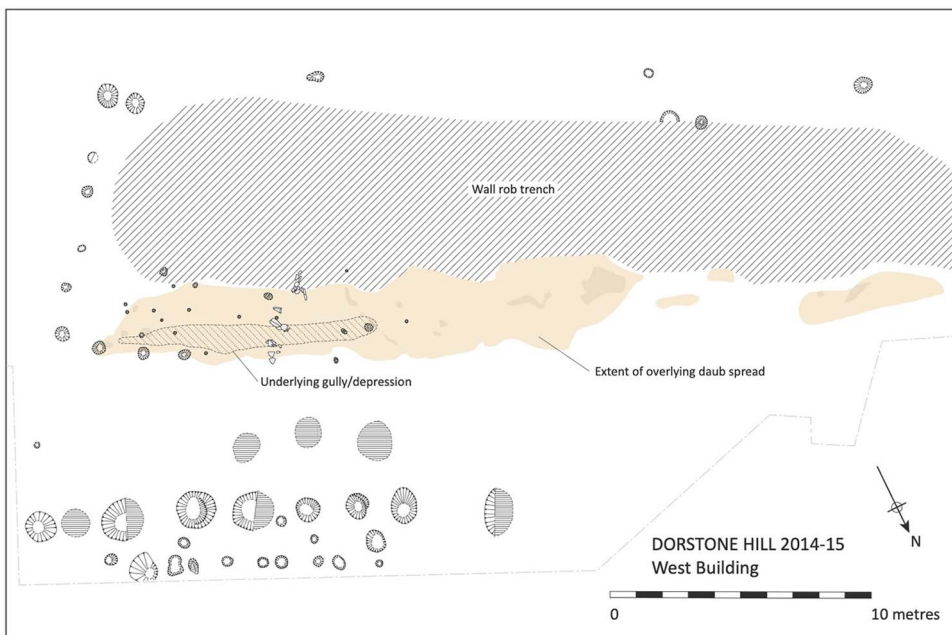 Wall rob trench
Underlying gully/depression
Extent of overlying daub spread
N
DORSTONE HILL 2014-15
West Building
0
10 metres